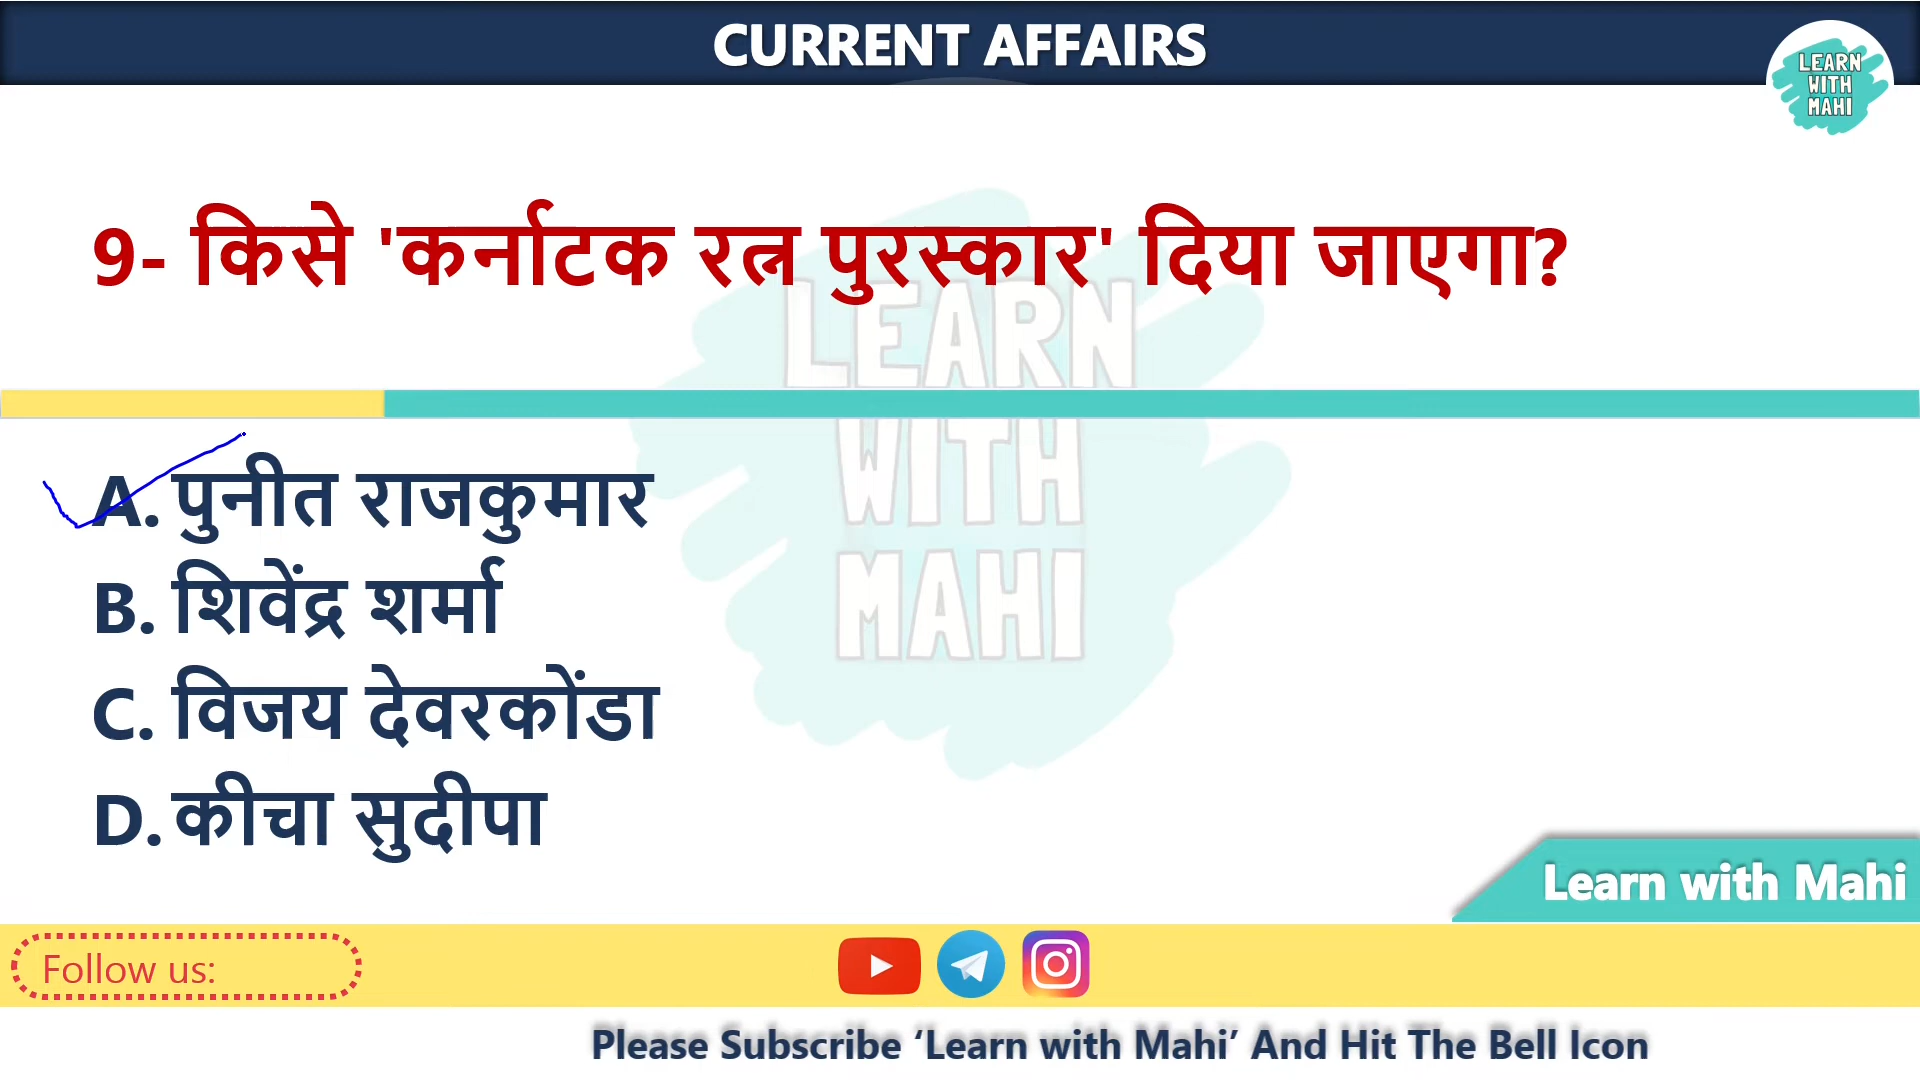 CURRENT AFFAIRS
LEARN
WITH
MAHI
9- किसे 'कर्नाटक रत्न पुरस्कार' दिया जाएगा?
LEARN
WITH
MAHI
A. पुनीत राजकुमार
B. शिवेंद्र शर्मा
C. विजय देवरकोंडा
D. कीचा सुदीपा
Learn with Mahi
Follow us:
Please Subscribe ‘Learn with Mahi’ And Hit The Bell Icon